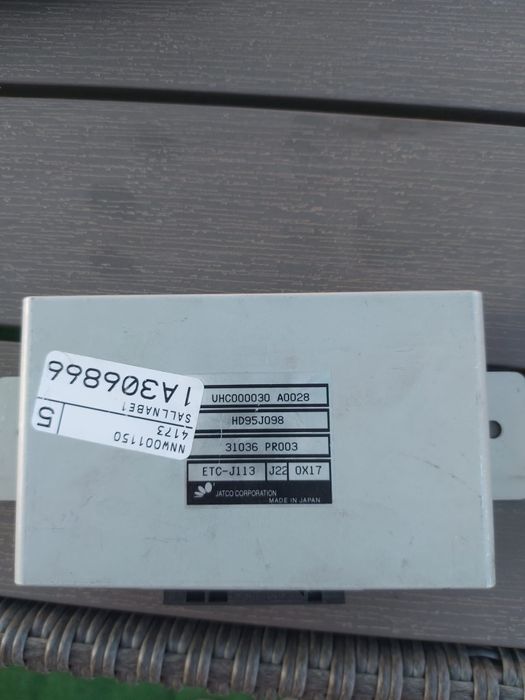 UHC000030 A0028
HD95J098
31036 PR003
ETC-J113 J22 0X17
JATCO CORPORATION
MADE IN JAPAN
NNW001150
4173
5
SALLNABE1
1A306866